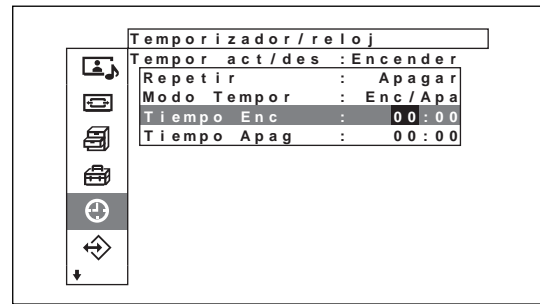 Temporizador/reloj
Tempor act/des :Encender
Repetir : Apagar
Modo Tempor : Enc/Apa
Tiempo Enc : 00:00
Tiempo Apag : 00:00